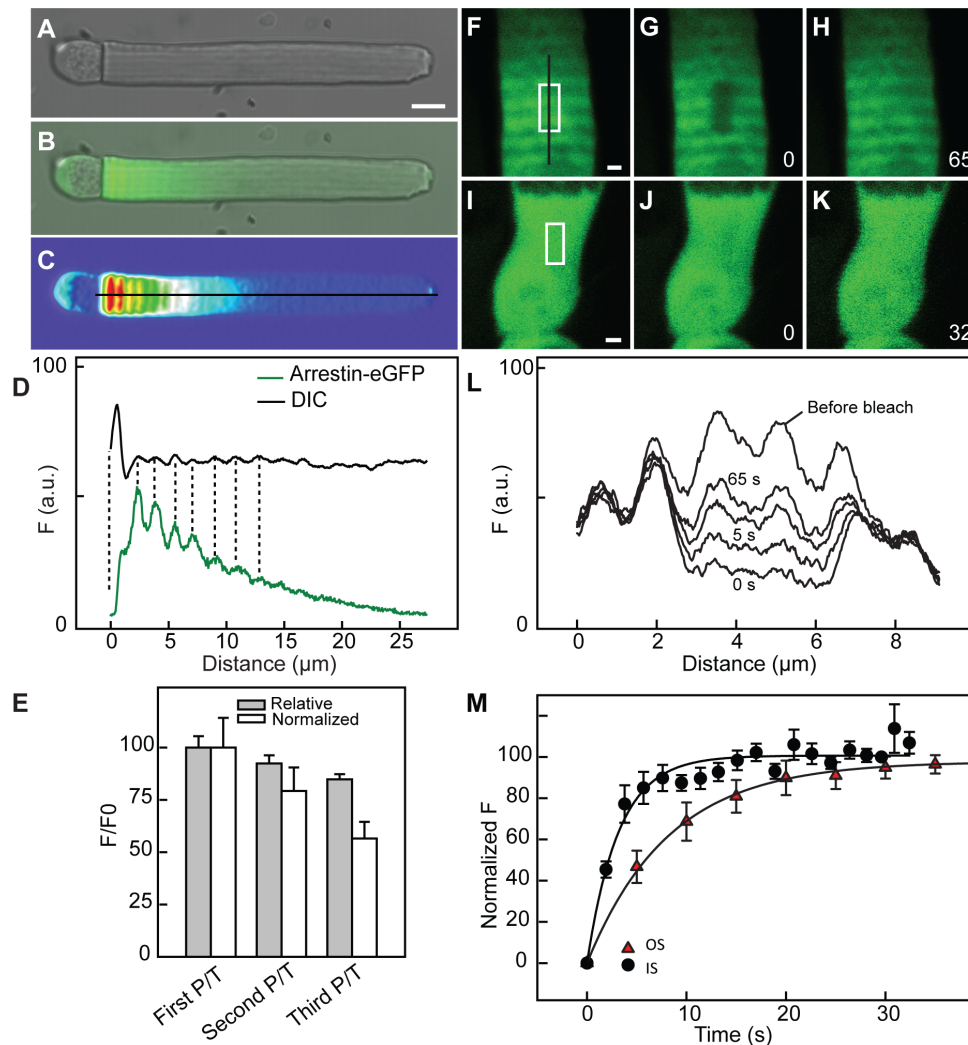 A
B
C
D
100
F (a.u.)
0
Arrestin-eGFP
DIC
0 5 10 15 20 25
Distance (µm)
E
Relative
Normalized
F/F0
100
75
50
25
0
First P/T
Second P/T
Third P/T
F
G
0
H
65
I
J
0
K
32
L
100
F (a.u.)
0
Before bleach
65 s
5 s
0 s
0 2 4 6 8
Distance (µm)
M
Normalized F
100
80
60
40
20
0
OS
IS
0 10 20 30
Time (s)